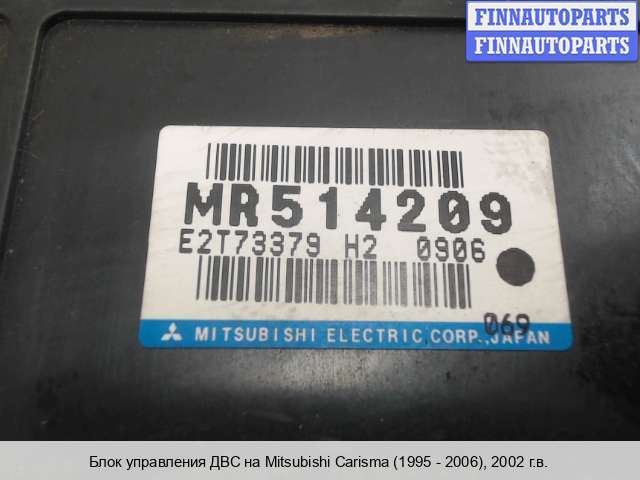 FINNAUTOPARTS
FINNAUTOPARTS
MR514209
E2T73379 H2 0906
069
MITSUBISHI ELECTRIC CORP., JAPAN
Блок управления ДВС на Mitsubishi Carisma (1995 - 2006), 2002 г.в.